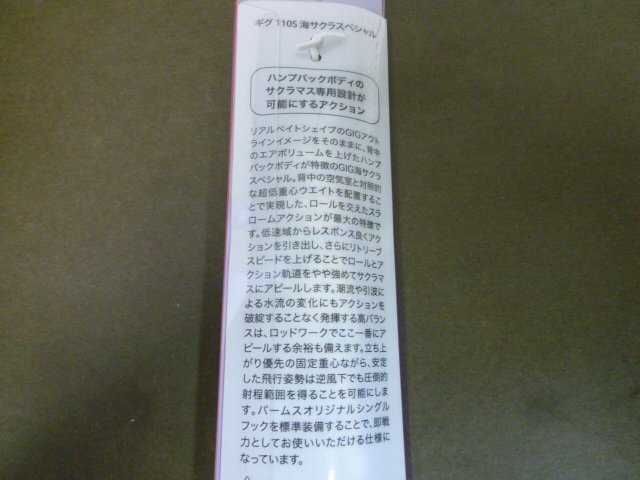 ギグ 110S 海サクラスペシャル
ハンプバックボディの
サクラマス専用設計が
可能にするアクション
リアルベイトシェイプのGIGアウト
ラインイメージをそのままに、背中
のエアボリュームを上げたハンプ
バックボディが特徴のGIG海サクラ
スペシャル。背中の空気室と対照的
な超低重心ウエイトを配置するこ
とで実現した、ロールを交えたスラ
ロームアクションが最大の特徴で
す。低速域からレスポンス良くアク
ションを引き出し、さらにリトリーブ
スピードを上げることでロールとア
クション軌道をやや強めてサクラマ
スにアピールします。潮流や引波に
よる水流の変化にもアクションを
破綻することなく発揮する高バラン
スは、ロッドワークでここ一番にア
ピールする余裕も備えます。立ち上
がり優先の固定重心ながら、安定
した飛行姿勢は逆風下でも圧倒的
射程範囲を得ることを可能にしま
す。パームスオリジナルシングル
フックを標準装備することで、即戦
力としてお使いいただける仕様に
なっています。